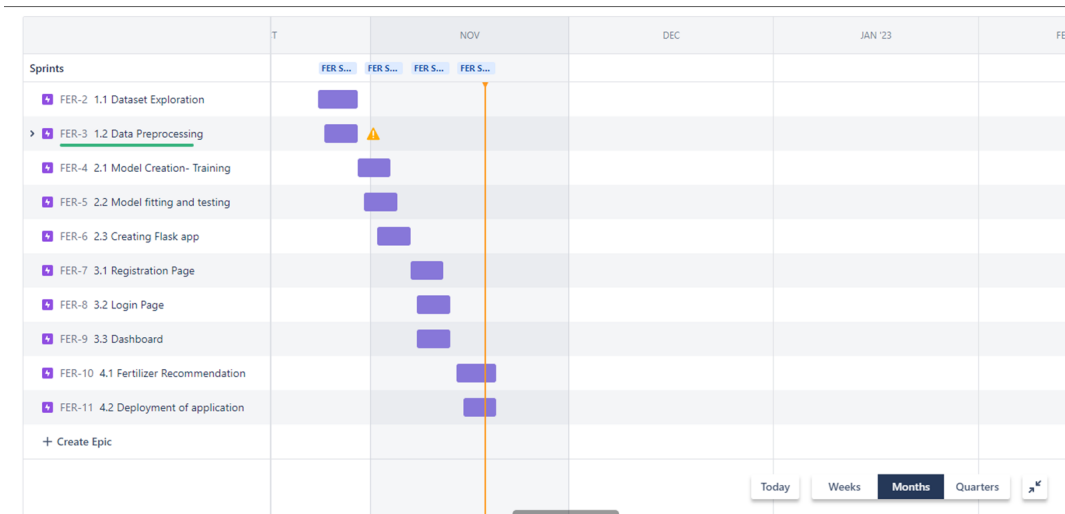 T NOV DEC JAN '23 FE
Sprints FER S... FER S... FER S... FER S...
FER-2 1.1 Dataset Exploration
FER-3 1.2 Data Preprocessing
FER-4 2.1 Model Creation- Training
FER-5 2.2 Model fitting and testing
FER-6 2.3 Creating Flask app
FER-7 3.1 Registration Page
FER-8 3.2 Login Page
FER-9 3.3 Dashboard
FER-10 4.1 Fertilizer Recommendation
FER-11 4.2 Deployment of application
+ Create Epic
Today Weeks Months Quarters